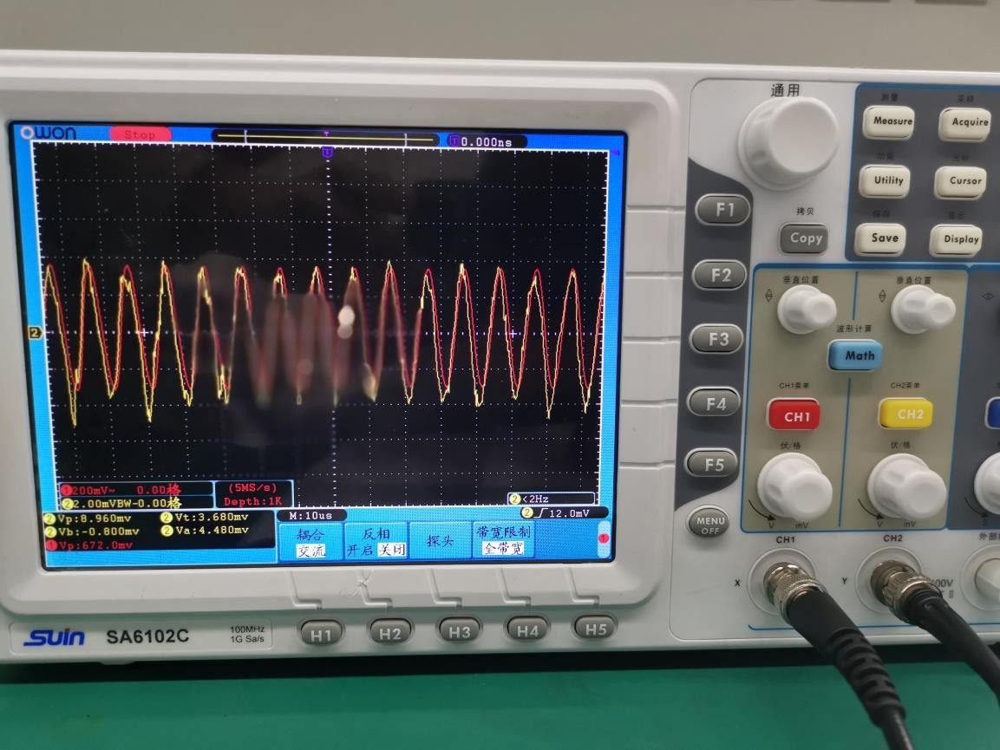 OWON
Stop
T
0.000ns
T
2
1 200mV~ 0.00格
2 2.00mVBW-0.00格
(5MS/s)
Depth:1K
2 <2Hz
2 Vp:8.960mv 2 Vt:3.680mv
2 Vb:-0.800mv 2 Va:4.480mv
1 Vp:672.0mv
M:10us
2 12.0mV
耦合
交流
反相
开启 关闭
探头
带宽限制
全带宽
1
通用
测量
Measure
采样
Acquire
功能
Utility
光标
Cursor
保存
Save
显示
Display
拷贝
Copy
F1
F2
F3
F4
F5
MENU
OFF
垂直位置
垂直位置
波形计算
Math
CH1菜单
CH1
CH2菜单
CH2
伏/格
伏/格
V mV
V mV
CH1
CH2
外部
X
Y
400V
II
H1
H2
H3
H4
H5
Suin
SA6102C
100MHz
1G Sa/s